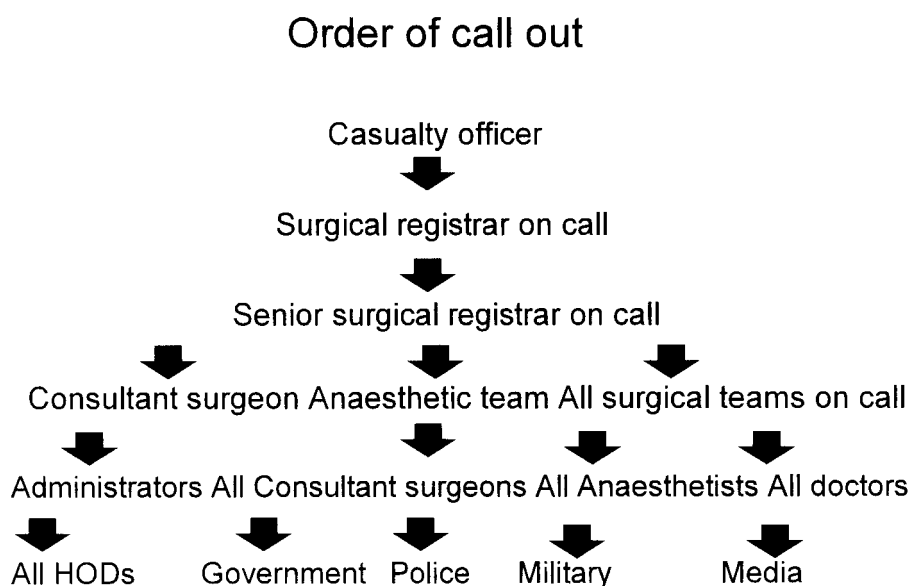 Order of call out
Casualty officer
Surgical registrar on call
Senior surgical registrar on call
Consultant surgeon Anaesthetic team All surgical teams on call
Administrators All Consultant surgeons All Anaesthetists All doctors
All HODs Government Police Military Media